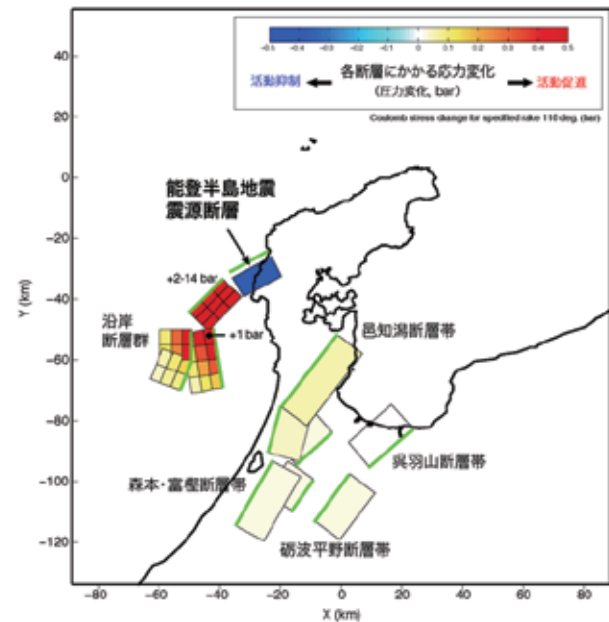 -0.5 -0.4 -0.3 -0.2 -0.1 0 0.1 0.2 0.3 0.4 0.5
各断層にかかる応力変化
活動抑制 (圧力変化, bar) 活動促進
Coulomb stress change for specified rake 110 deg. (bar)
能登半島地震
震源断層
+2-14 bar
沿岸
断層群
+1 bar
邑知潟断層帯
呉羽山断層帯
森本・富樫断層帯
砺波平野断層帯
40
20
0
-20
-40
-60
-80
-100
-120
Y (km)
-80 -60 -40 -20 0 20 40 60 80
X (km)